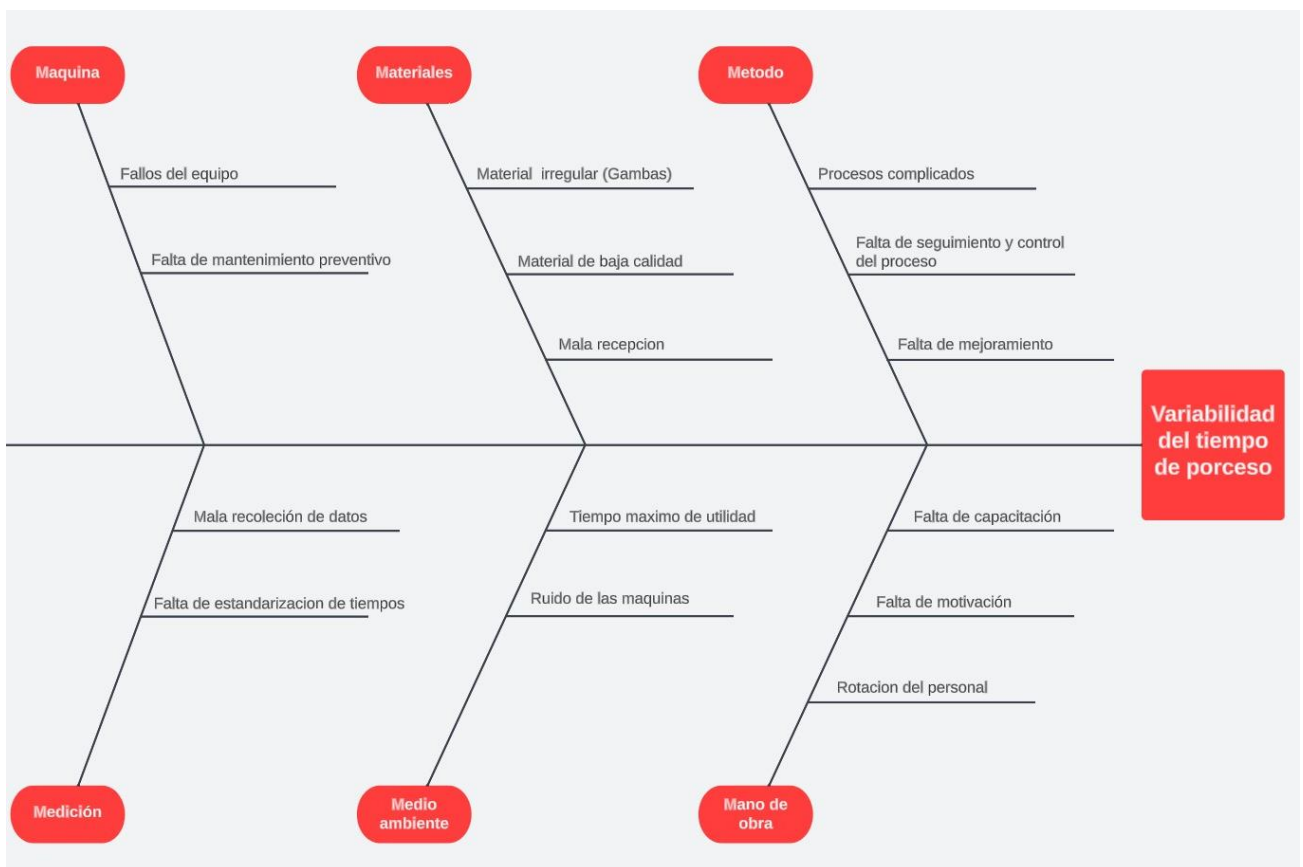 Maquina
Materiales
Metodo
Fallos del equipo
Material irregular (Gambas)
Procesos complicados
Falta de mantenimiento preventivo
Material de baja calidad
Falta de seguimiento y control
del proceso
Mala recepcion
Falta de mejoramiento
Variabilidad
del tiempo
de porceso
Mala recoleción de datos
Tiempo maximo de utilidad
Falta de capacitación
Falta de estandarizacion de tiempos
Ruido de las maquinas
Falta de motivación
Rotacion del personal
Medición
Medio
ambiente
Mano de
obra